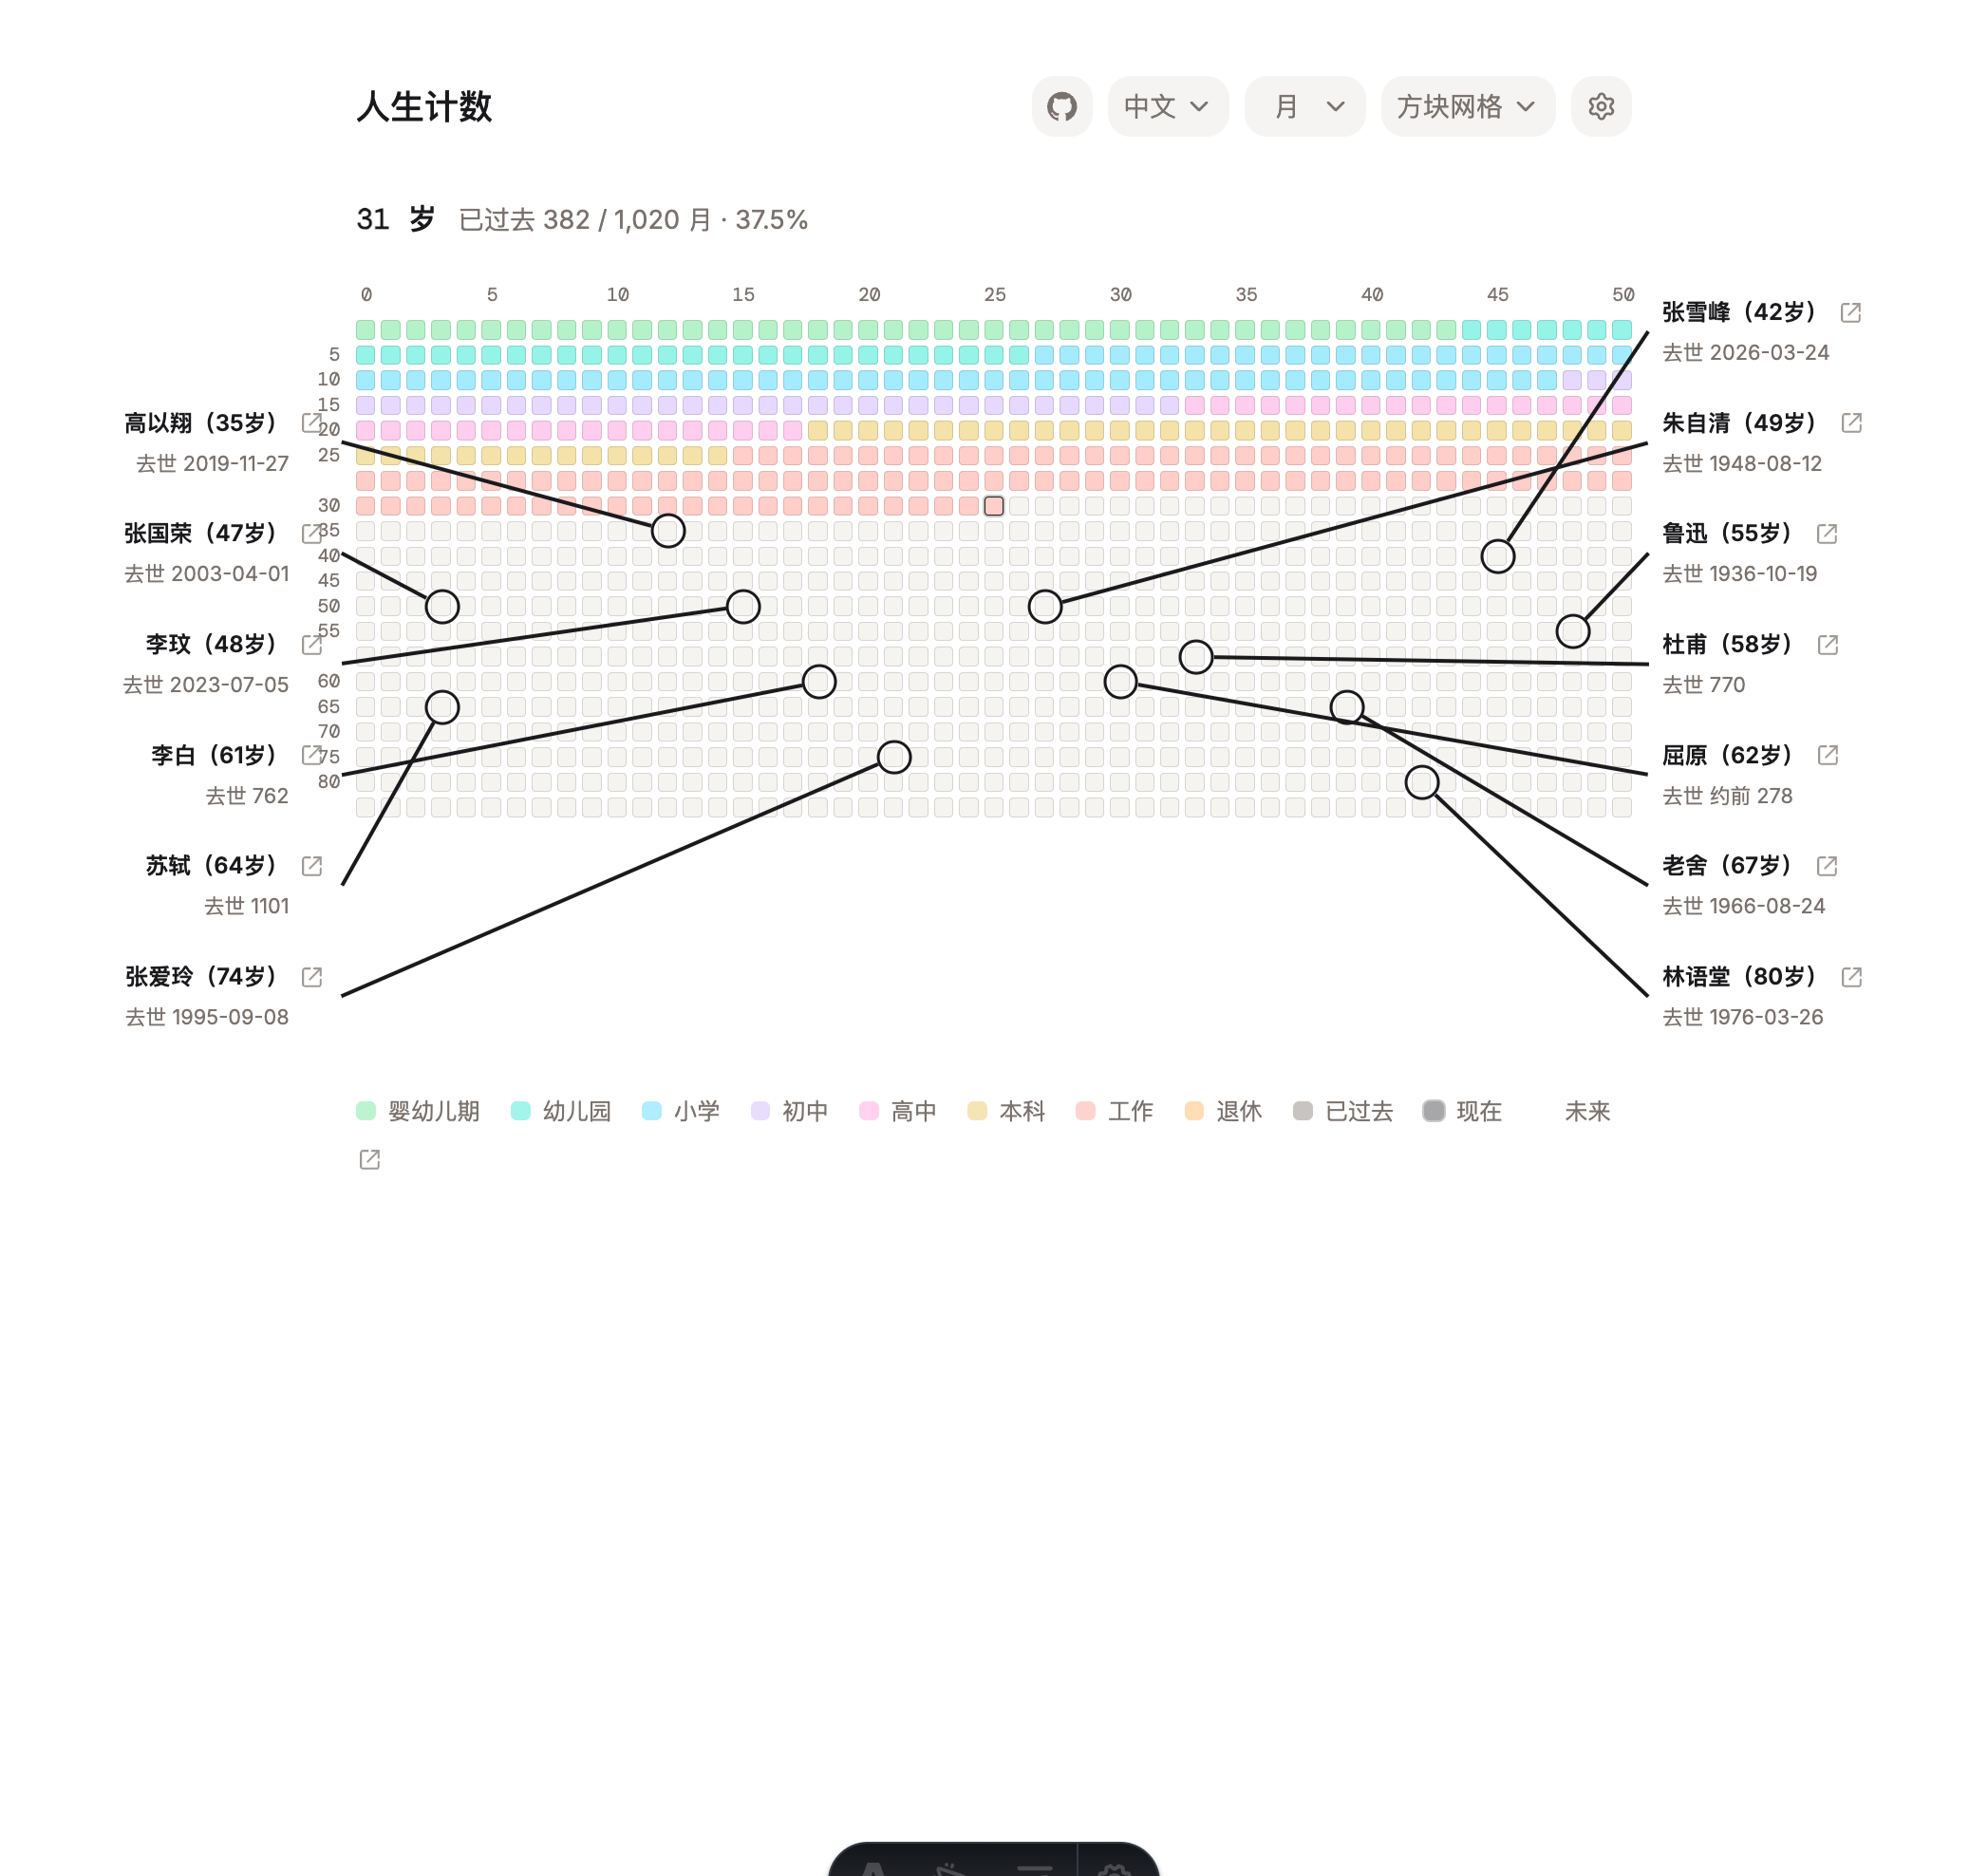 人生计数
中文
月
方块网格
31 岁 已过去 382 / 1,020 月 · 37.5%
0 5 10 15 20 25 30 35 40 45 50
5
10
15
20
25
30
35
40
45
50
55
60
65
70
75
80
高以翔（35岁）
去世 2019-11-27
张国荣（47岁）
去世 2003-04-01
李玟（48岁）
去世 2023-07-05
李白（61岁）
去世 762
苏轼（64岁）
去世 1101
张爱玲（74岁）
去世 1995-09-08
张雪峰（42岁）
去世 2026-03-24
朱自清（49岁）
去世 1948-08-12
鲁迅（55岁）
去世 1936-10-19
杜甫（58岁）
去世 770
屈原（62岁）
去世 约前 278
老舍（67岁）
去世 1966-08-24
林语堂（80岁）
去世 1976-03-26
婴幼儿期 幼儿园 小学 初中 高中 本科 工作 退休 已过去 现在 未来